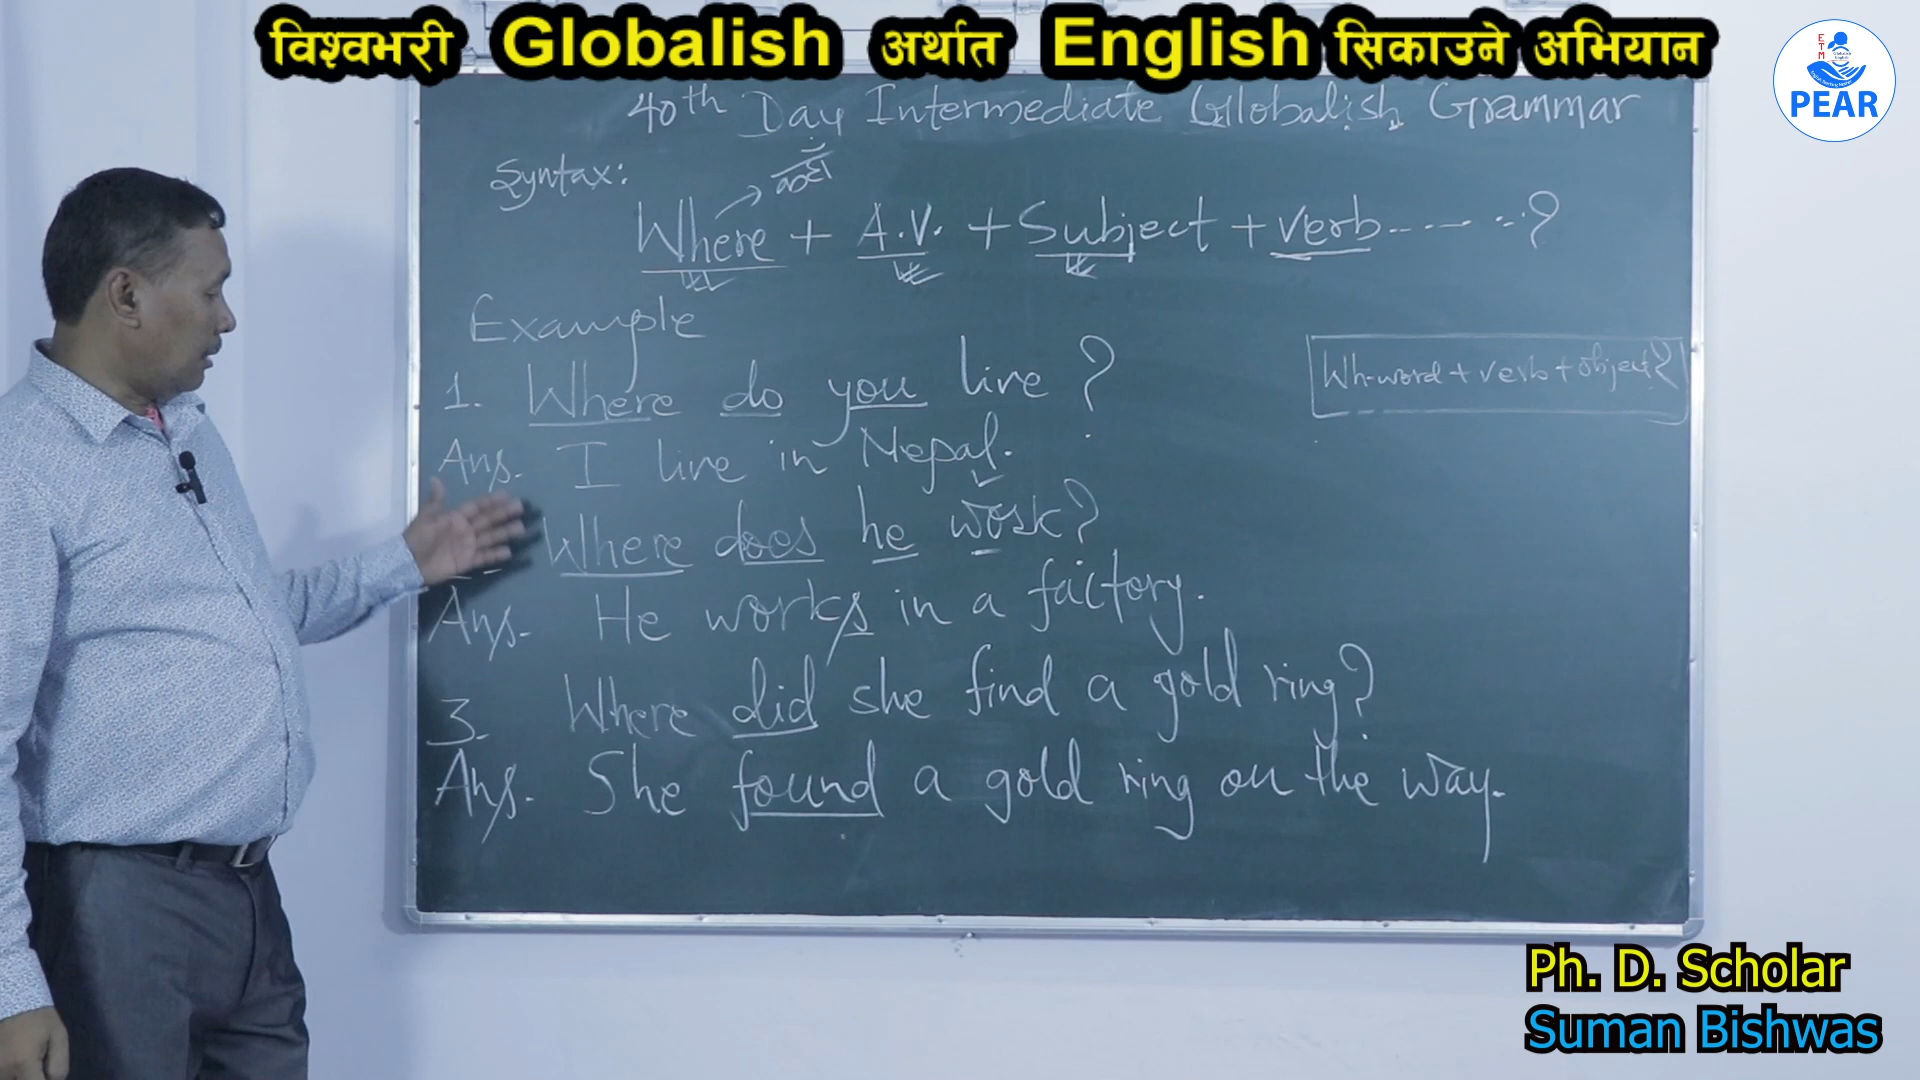 विश्वभरी Globalish अर्थात English सिकाउने अभियान
ETM
PEAR
40th Day Intermediate Globalish Grammar
Syntax:
कहाँ
Where + A.V. + Subject + verb-------?
Example
1. Where do you live ?
Wh-word + verb + object?
Ans. I live in Nepal.
Where does he work?
Ans. He works in a factory.
3. Where did she find a gold ring?
Ans. She found a gold ring on the way.
Ph. D. Scholar
Suman Bishwas